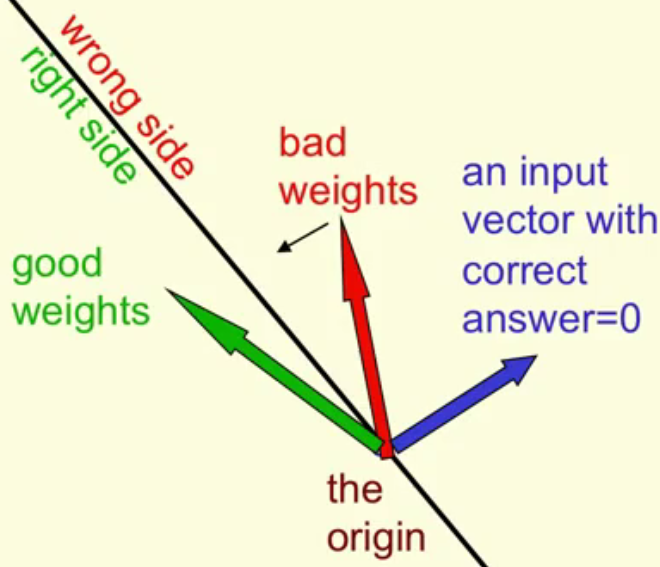 wrong side
right side
bad
weights
an input
vector with
correct
answer=0
good
weights
the
origin